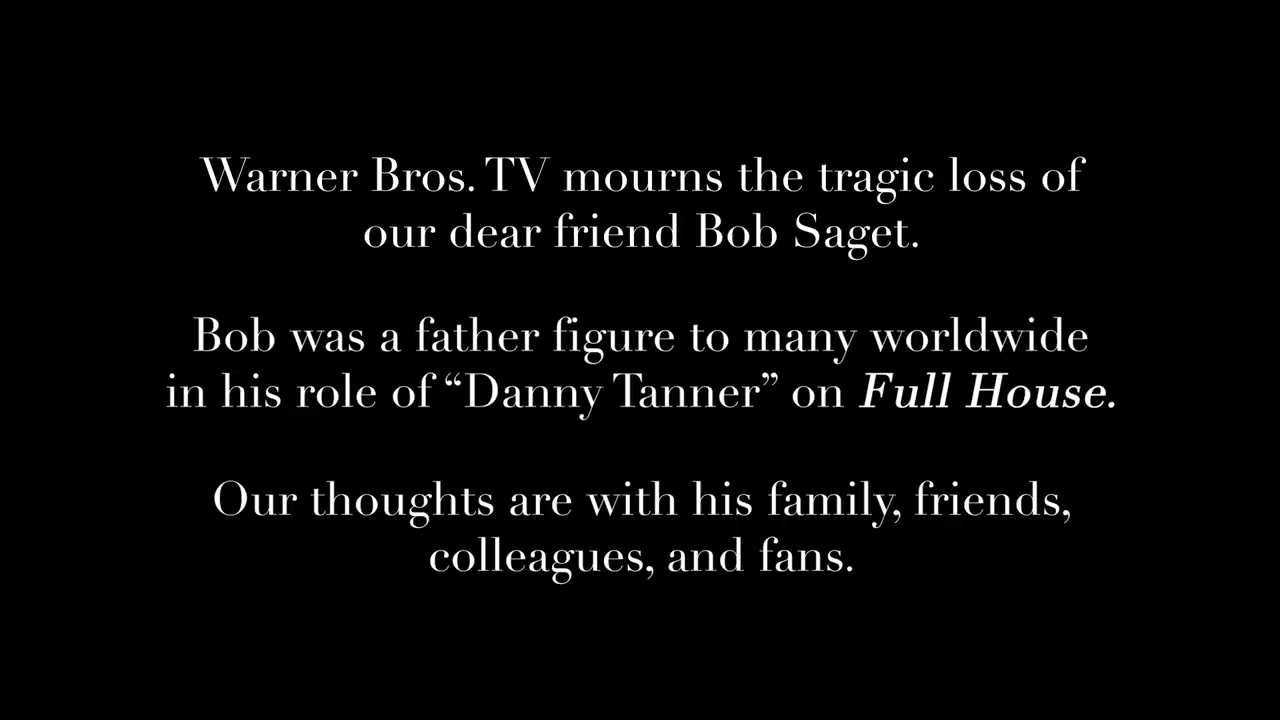 Warner Bros. TV mourns the tragic loss of
our dear friend Bob Saget.
Bob was a father figure to many worldwide
in his role of “Danny Tanner” on Full House.
Our thoughts are with his family, friends,
colleagues, and fans.